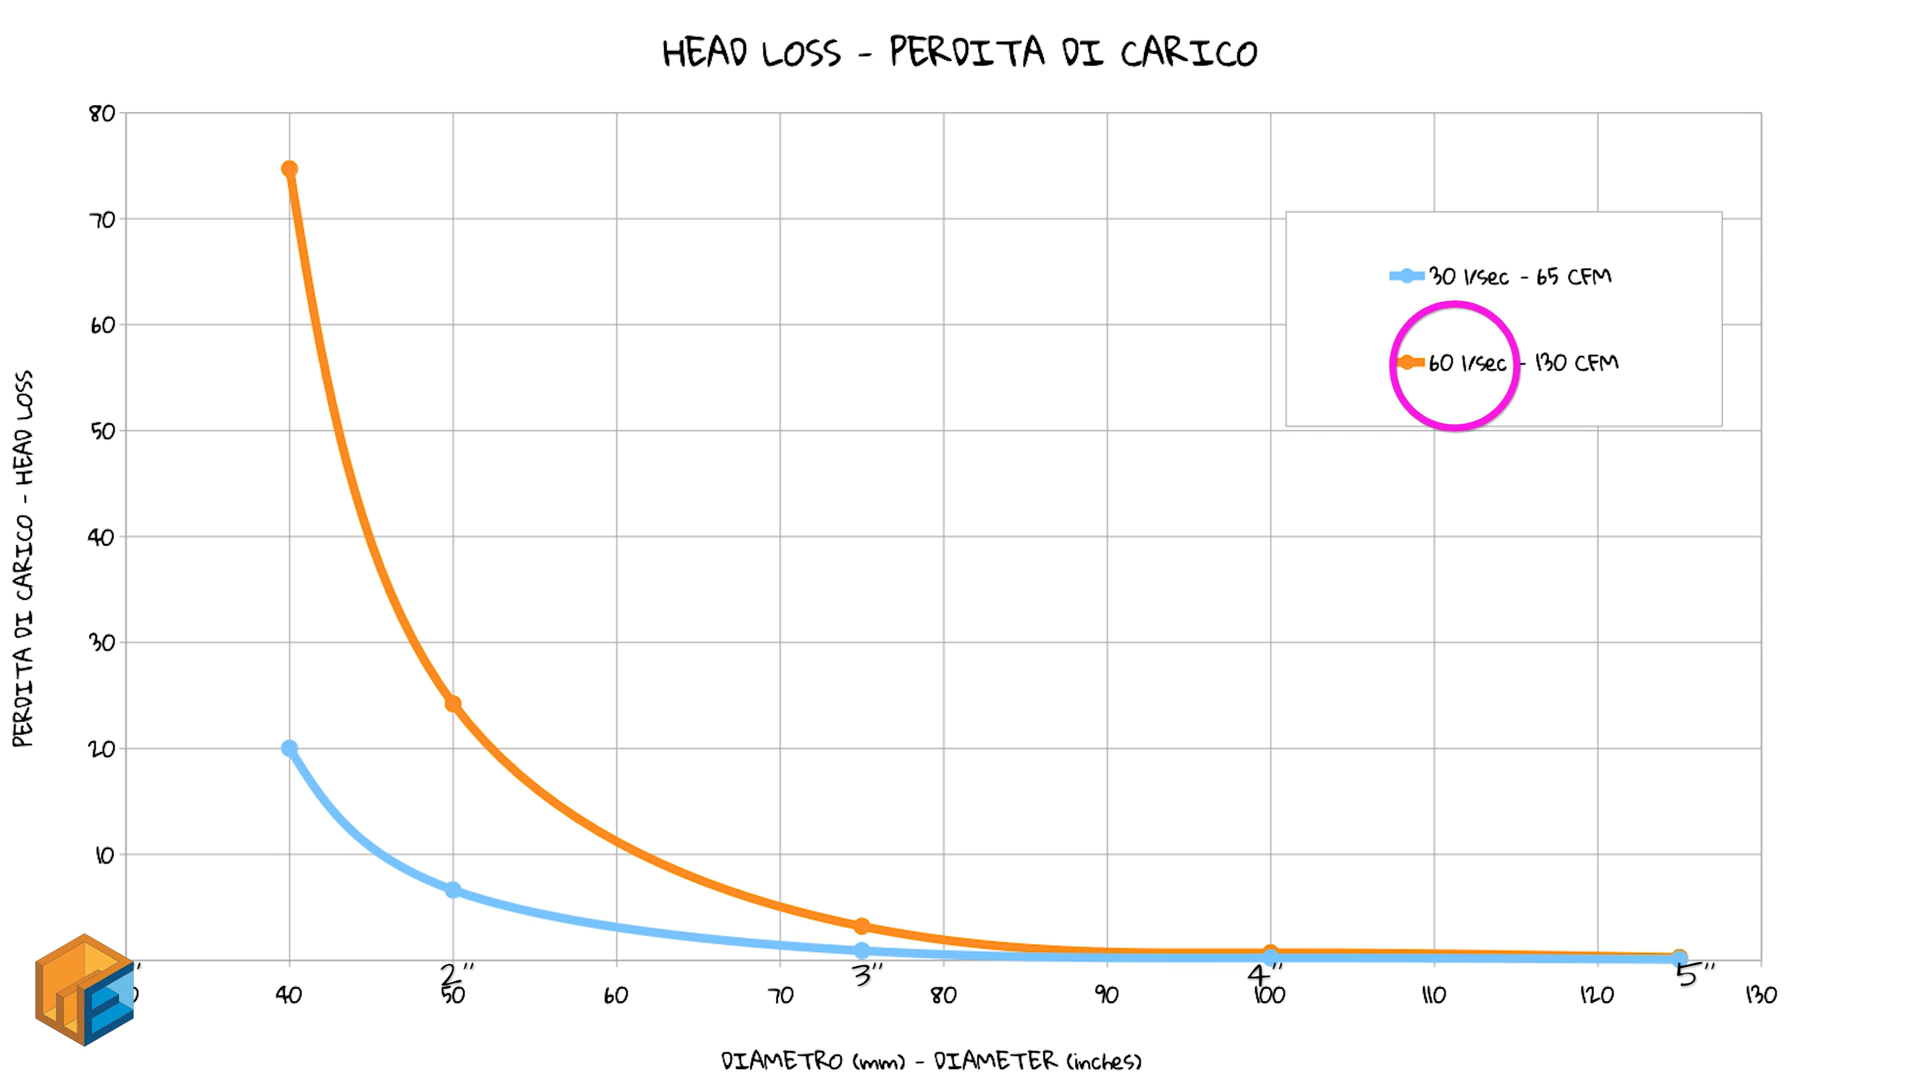 HEAD LOSS - PERDITA DI CARICO
80
70
60
50
40
30
20
10
PERDITA DI CARICO - HEAD LOSS
30 l/sec - 65 CFM
60 l/sec - 130 CFM
2" 3" 4" 5"
40 50 60 70 80 90 100 110 120 130
DIAMETRO (mm) - DIAMETER (inches)